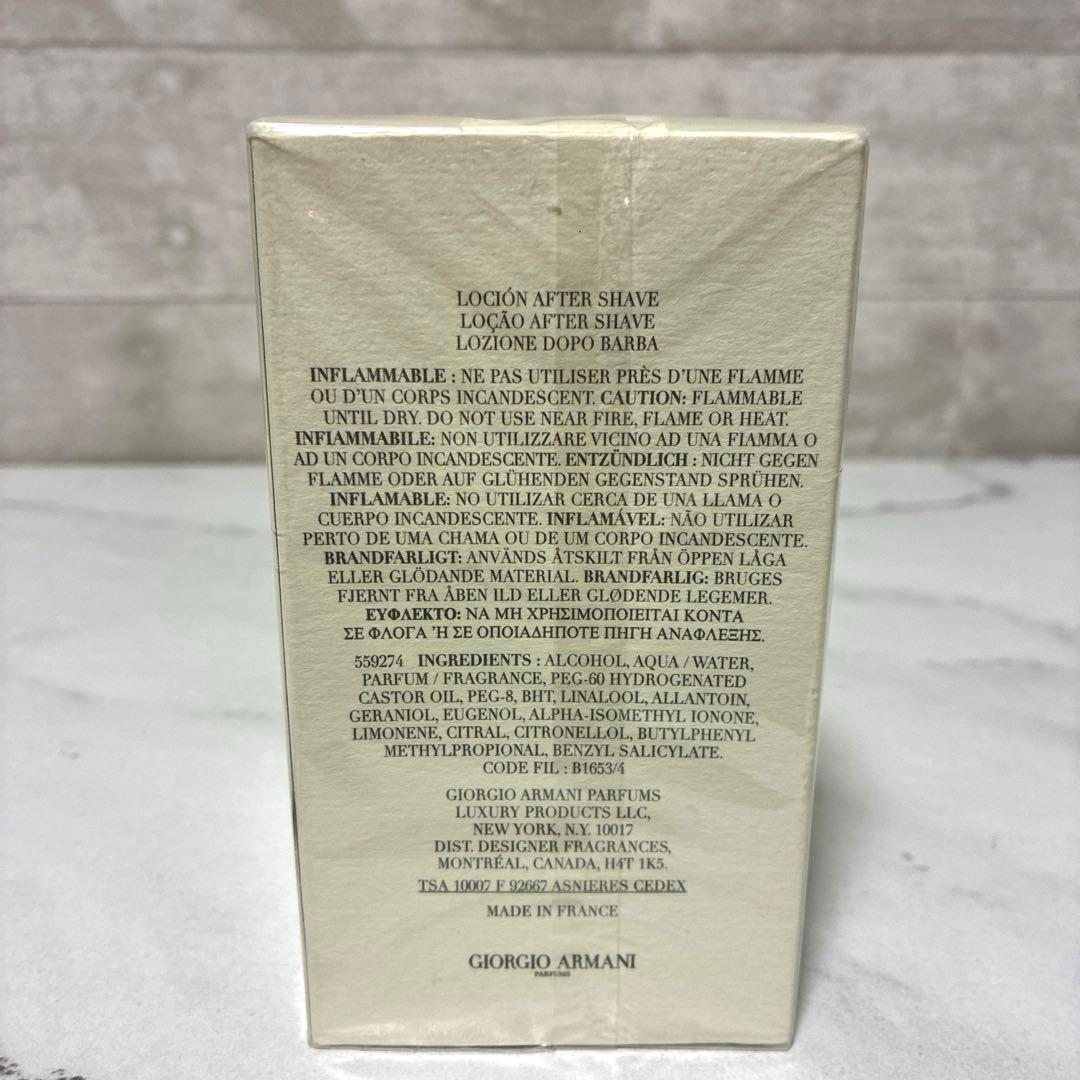 LOCIÓN AFTER SHAVE
LOÇÃO AFTER SHAVE
LOZIONE DOPO BARBA
INFLAMMABLE : NE PAS UTILISER PRÈS D'UNE FLAMME
OU D'UN CORPS INCANDESCENT. CAUTION: FLAMMABLE
UNTIL DRY. DO NOT USE NEAR FIRE, FLAME OR HEAT.
INFIAMMABILE: NON UTILIZZARE VICINO AD UNA FIAMMA O
AD UN CORPO INCANDESCENTE. ENTZÜNDLICH : NICHT GEGEN
FLAMME ODER AUF GLÜHENDEN GEGENSTAND SPRÜHEN.
INFLAMABLE: NO UTILIZAR CERCA DE UNA LLAMA O
CUERPO INCANDESCENTE. INFLAMÁVEL: NÃO UTILIZAR
PERTO DE UMA CHAMA OU DE UM CORPO INCANDESCENTE.
BRANDFARLIGT: ANVÄNDS ÅTSKILT FRÅN ÖPPEN LÅGA
ELLER GLÖDANDE MATERIAL. BRANDFARLIG: BRUGES
FJERNT FRA ÅBEN ILD ELLER GLØDENDE LEGEMER.
ΕΥΦΛΕΚΤΟ: ΝΑ ΜΗ ΧΡΗΣΙΜΟΠΟΙΕΙΤΑΙ ΚΟΝΤΑ
ΣΕ ΦΛΟΓΑ Ή ΣΕ ΟΠΟΙΑΔΗΠΟΤΕ ΠΗΓΗ ΑΝΑΦΛΕΞΗΣ.
559274 INGREDIENTS : ALCOHOL, AQUA / WATER,
PARFUM / FRAGRANCE, PEG-60 HYDROGENATED
CASTOR OIL, PEG-8, BHT, LINALOOL, ALLANTOIN,
GERANIOL, EUGENOL, ALPHA-ISOMETHYL IONONE,
LIMONENE, CITRAL, CITRONELLOL, BUTYLPHENYL
METHYLPROPIONAL, BENZYL SALICYLATE.
CODE FIL : B1653/4
GIORGIO ARMANI PARFUMS
LUXURY PRODUCTS LLC,
NEW YORK, N.Y. 10017
DIST. DESIGNER FRAGRANCES,
MONTRÉAL, CANADA, H4T 1K5.
TSA 10007 F 92667 ASNIERES CEDEX
MADE IN FRANCE
GIORGIO ARMANI
PARFUMS